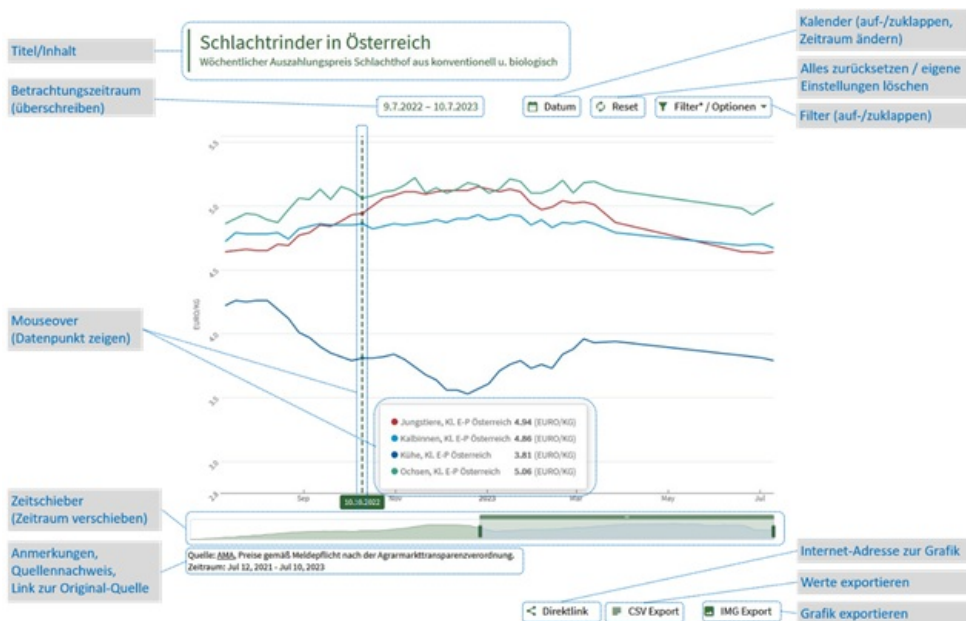 Titel/Inhalt
Schlachtrinder in Österreich
Wöchentlicher Auszahlungspreis Schlachthof aus konventionell u. biologisch
Kalender (auf-/zuklappen,
Zeitraum ändern)
Betrachtungszeitraum
(überschreiben)
9.7.2022 – 10.7.2023
Datum
Reset
Filter* / Optionen
Alles zurücksetzen / eigene
Einstellungen löschen
Filter (auf-/zuklappen)
5.5
5.0
4.5
EURO/KG
4.0
3.5
3.0
2.8
Mouseover
(Datenpunkt zeigen)
Jungstiere, Kl. E-P Österreich 4.94 (EURO/KG)
Kalbinnen, Kl. E-P Österreich 4.86 (EURO/KG)
Kühe, Kl. E-P Österreich 3.81 (EURO/KG)
Ochsen, Kl. E-P Österreich 5.06 (EURO/KG)
Sep
10.10.2022
Nov
2023
Mar
May
Jul
Zeitschieber
(Zeitraum verschieben)
Anmerkungen,
Quellennachweis,
Link zur Original-Quelle
Quelle: AMA, Preise gemäß Meldepflicht nach der Agrarmarkttransparenzverordnung.
Zeitraum: Jul 12, 2021 - Jul 10, 2023
Internet-Adresse zur Grafik
Werte exportieren
Direktlink
CSV Export
IMG Export
Grafik exportieren